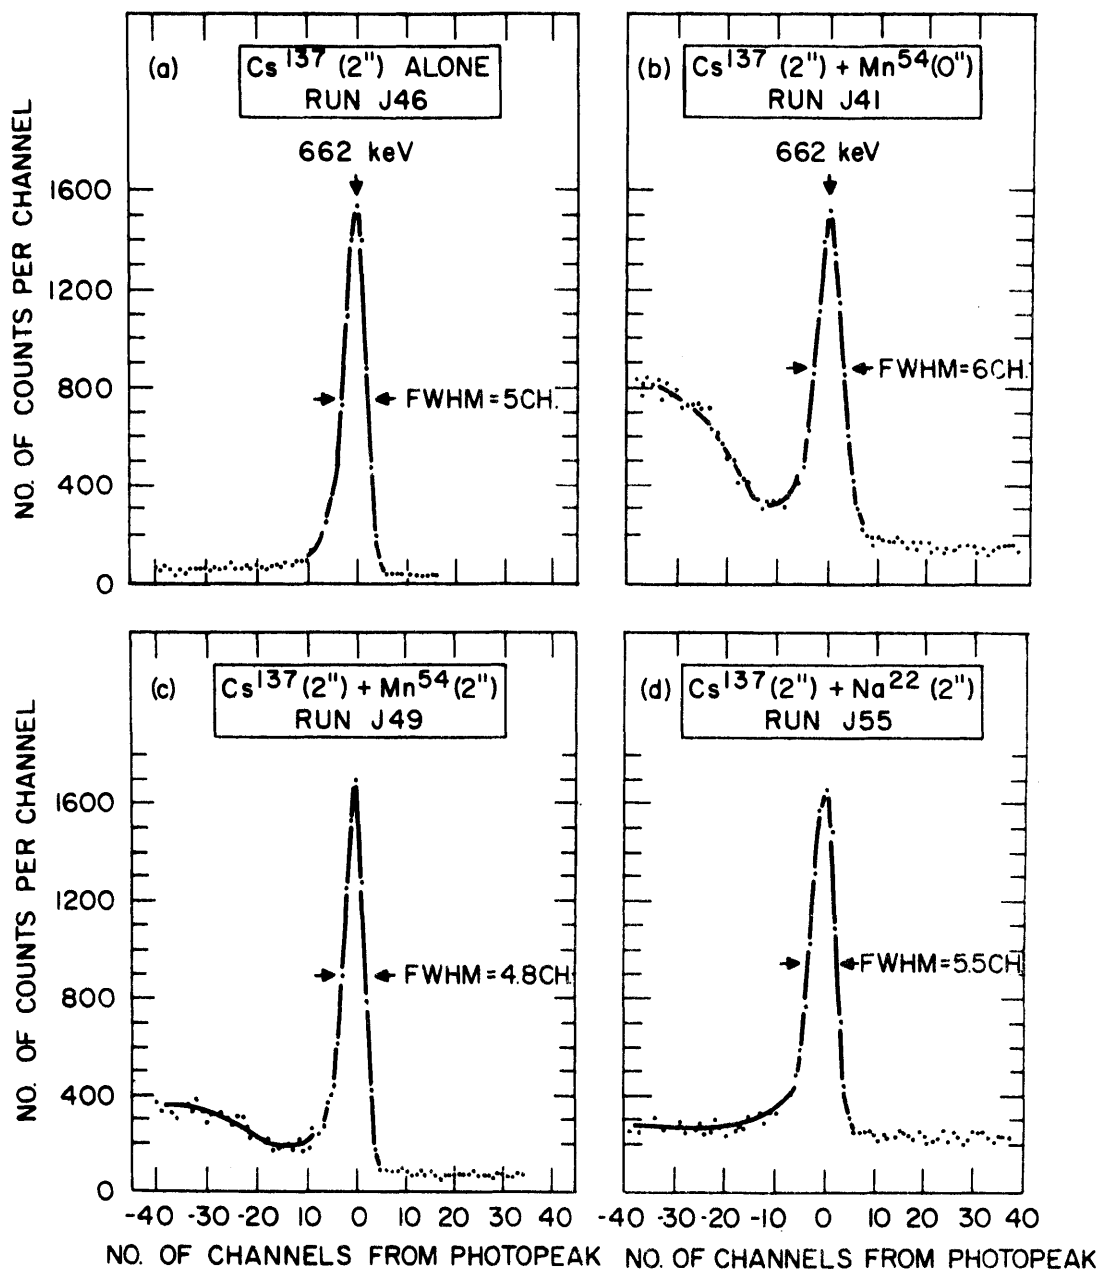 (a)
Cs¹³⁷ (2") ALONE
RUN J46
662 keV
NO. OF COUNTS PER CHANNEL
1600
1200
800
400
0
FWHM=5CH.
(b)
Cs¹³⁷ (2") + Mn⁵⁴(0")
RUN J41
662 keV
FWHM=6CH.
(c)
Cs¹³⁷(2") + Mn⁵⁴(2")
RUN J49
NO. OF COUNTS PER CHANNEL
1600
1200
800
400
0
FWHM=4.8CH
-40 -30 -20 -10 0 10 20 30 40
NO. OF CHANNELS FROM PHOTOPEAK
(d)
Cs¹³⁷(2") + Na²² (2")
RUN J55
FWHM=5.5CH
-40 -30 -20 -10 0 10 20 30 40
NO. OF CHANNELS FROM PHOTOPEAK